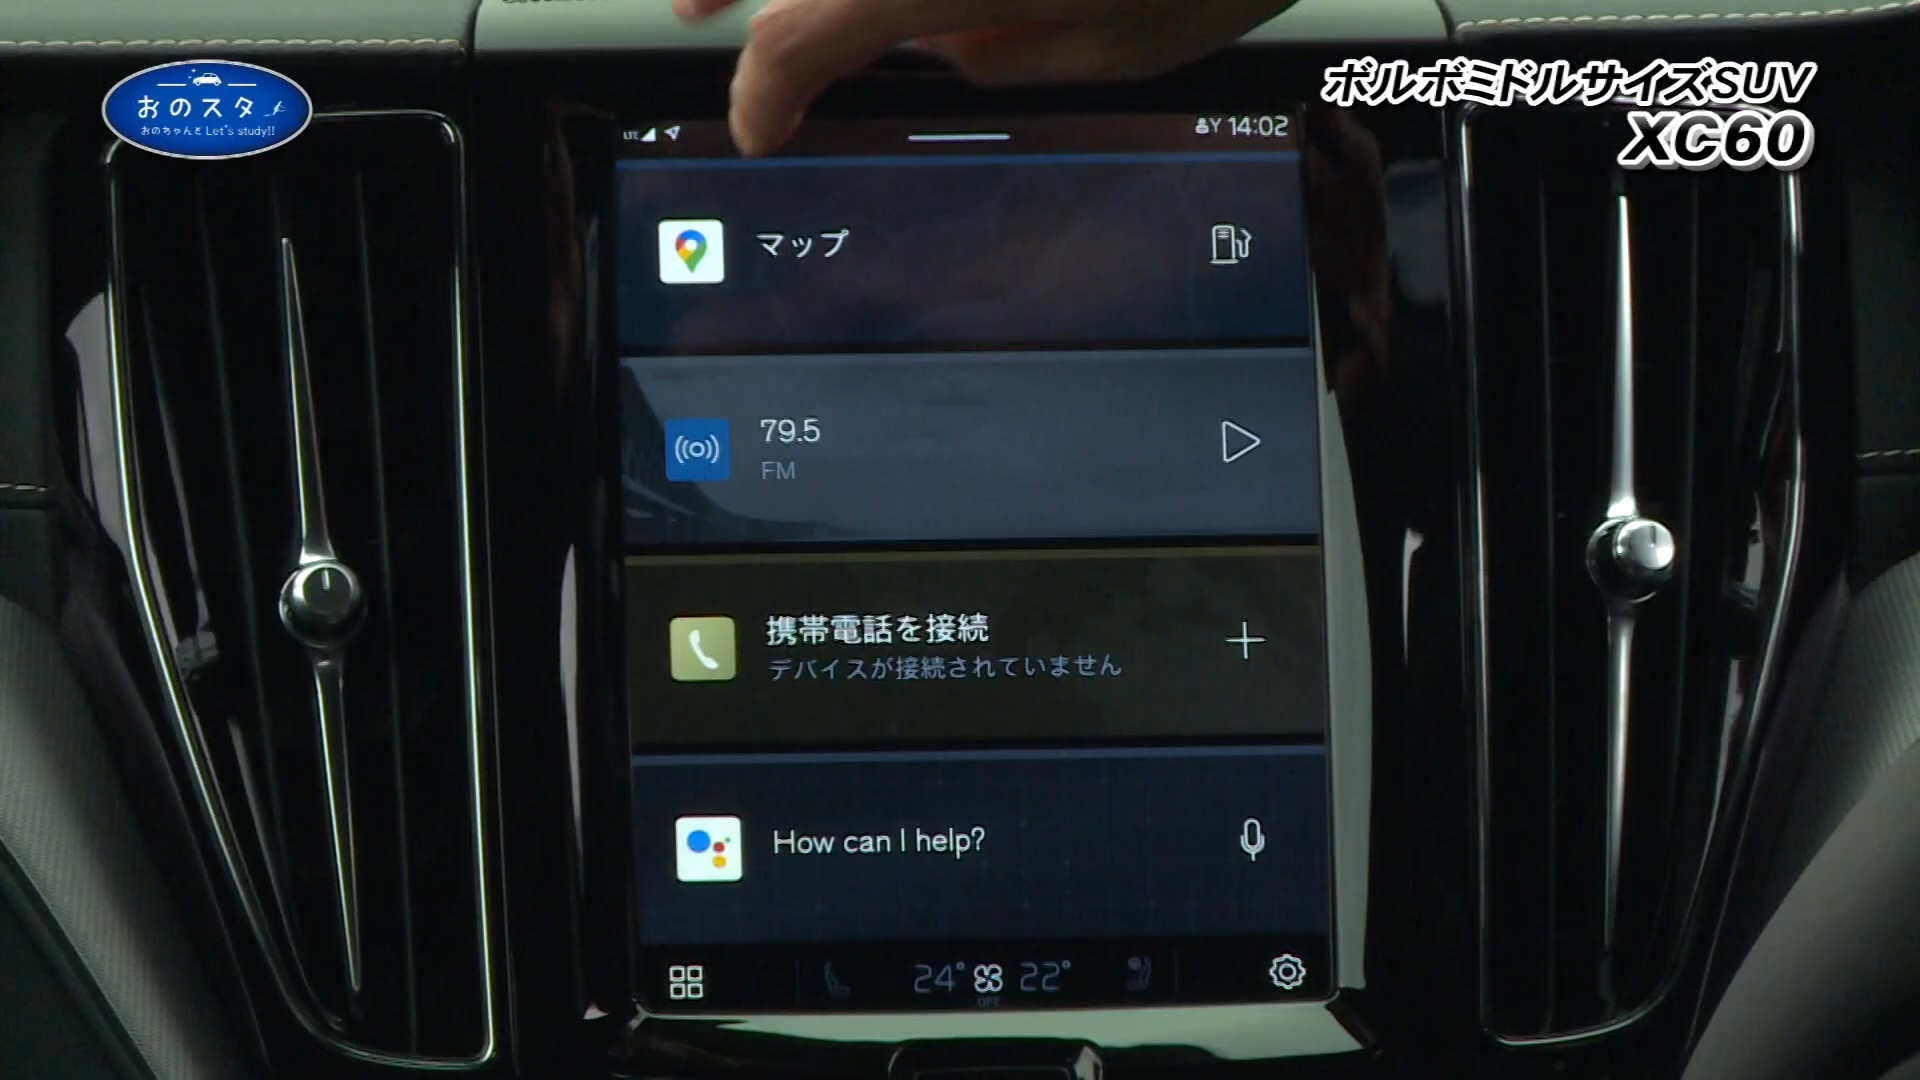 おのスタ
おのちゃんと Let's study!!
ボルボミドルサイズSUV
XC60
LTE
Y 14:02
マップ
79.5
FM
携帯電話を接続
デバイスが接続されていません
How can I help?
24° 22°
OFF